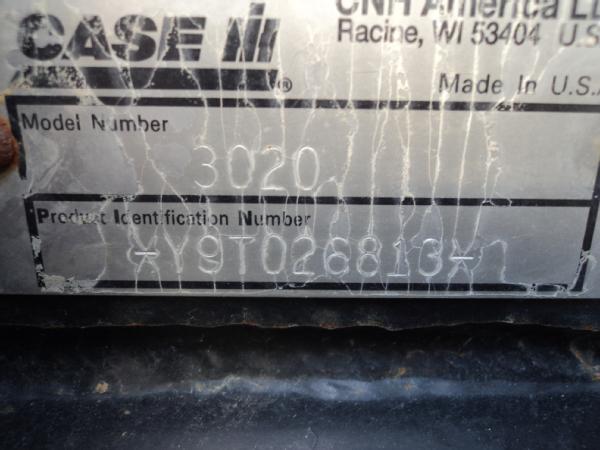 CASE IH®
CNH America LL
Racine, WI 53404 U.S.
Made In U.S.A
Model Number
3020
Product Identification Number
*Y9T026813*